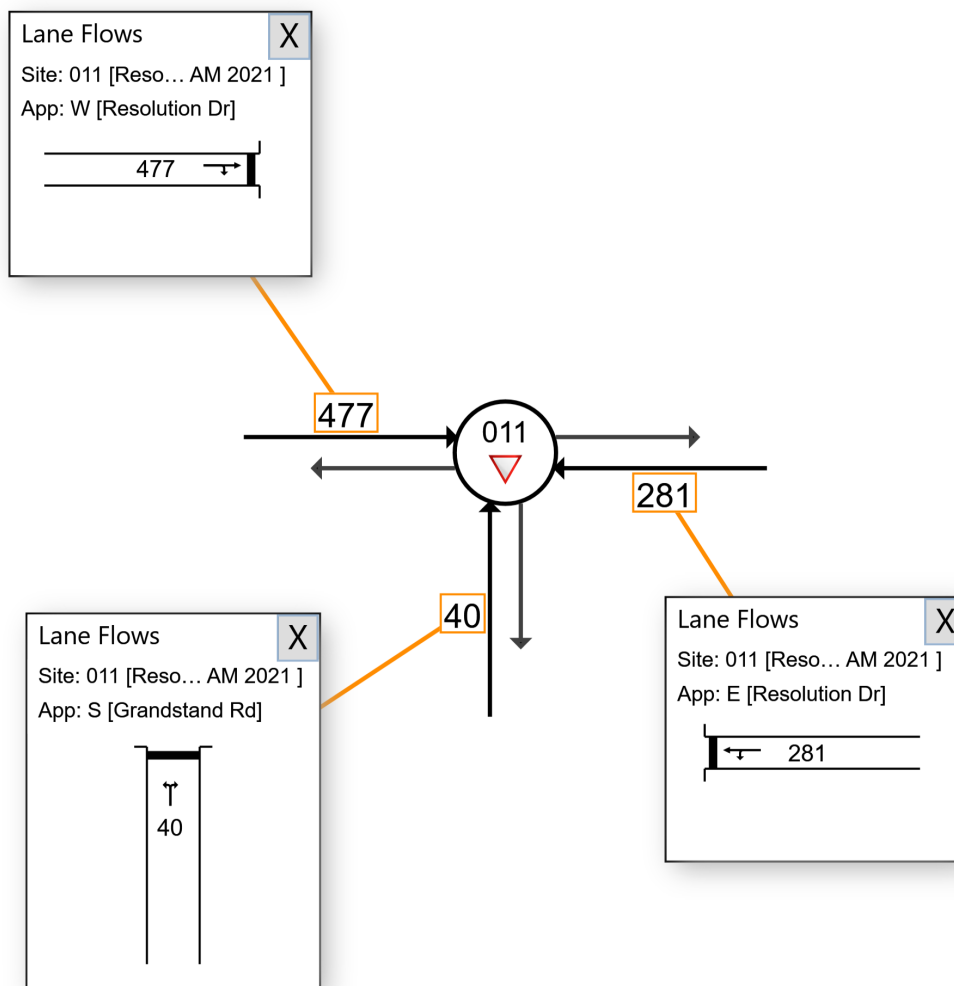 Lane Flows X
Site: 011 [Reso... AM 2021 ]
App: W [Resolution Dr]
477
477
011
281
40
Lane Flows X
Site: 011 [Reso... AM 2021 ]
App: S [Grandstand Rd]
40
Lane Flows X
Site: 011 [Reso... AM 2021 ]
App: E [Resolution Dr]
281